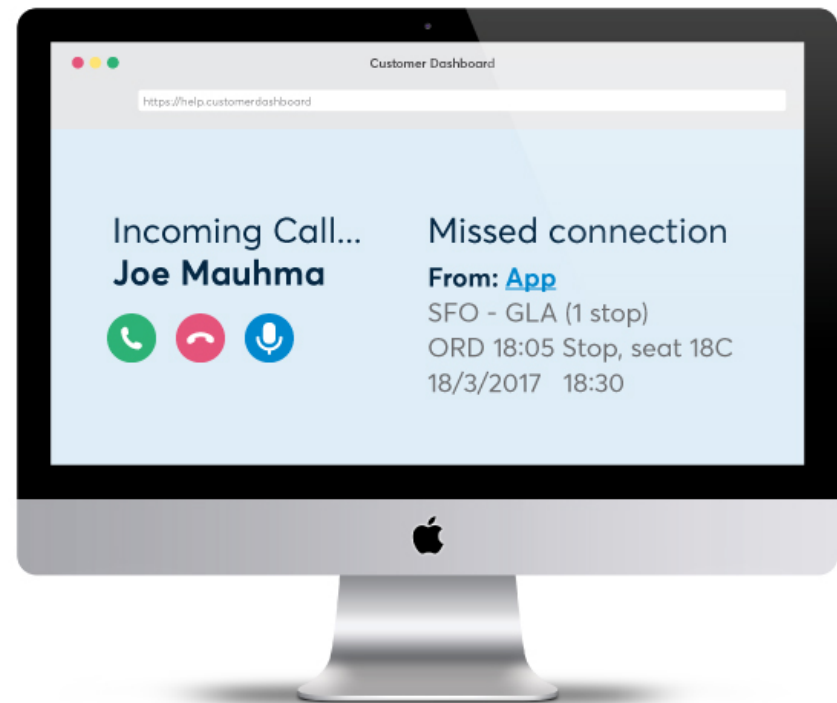 Customer Dashboard
https://help.customerdashboard
Incoming Call...
Joe Mauhma
Missed connection
From: App
SFO - GLA (1 stop)
ORD 18:05 Stop, seat 18C
18/3/2017 18:30